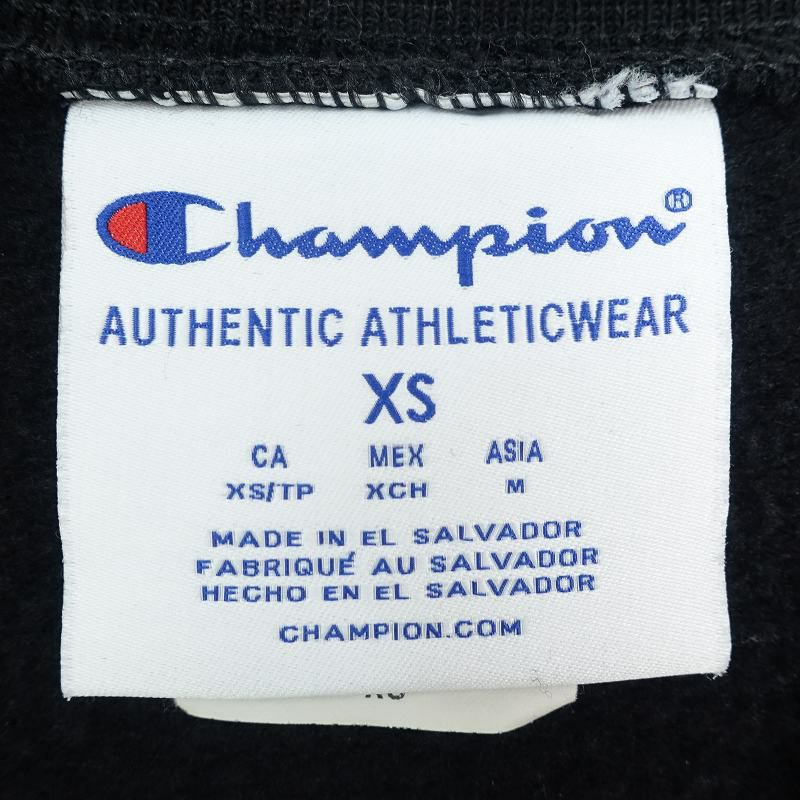 Champion®
AUTHENTIC ATHLETICWEAR
XS
CA MEX ASIA
XS/TP XCH M
MADE IN EL SALVADOR
FABRIQUÉ AU SALVADOR
HECHO EN EL SALVADOR
CHAMPION.COM